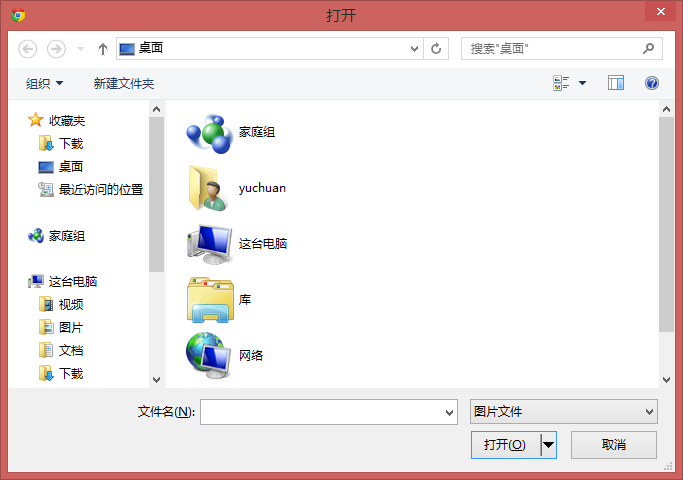 打开
桌面
搜索"桌面"
组织
新建文件夹
收藏夹
下载
桌面
最近访问的位置
家庭组
这台电脑
视频
图片
文档
下载
家庭组
yuchuan
这台电脑
库
网络
文件名(N):
图片文件
打开(O)
取消